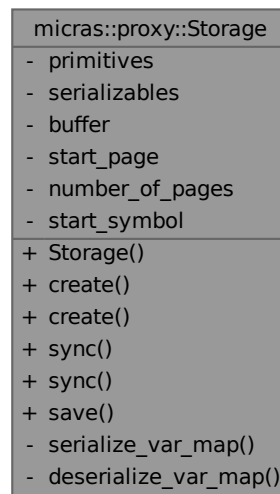 micras::proxy::Storage
- primitives
- serializables
- buffer
- start_page
- number_of_pages
- start_symbol
+ Storage()
+ create()
+ create()
+ sync()
+ sync()
+ save()
- serialize_var_map()
- deserialize_var_map()